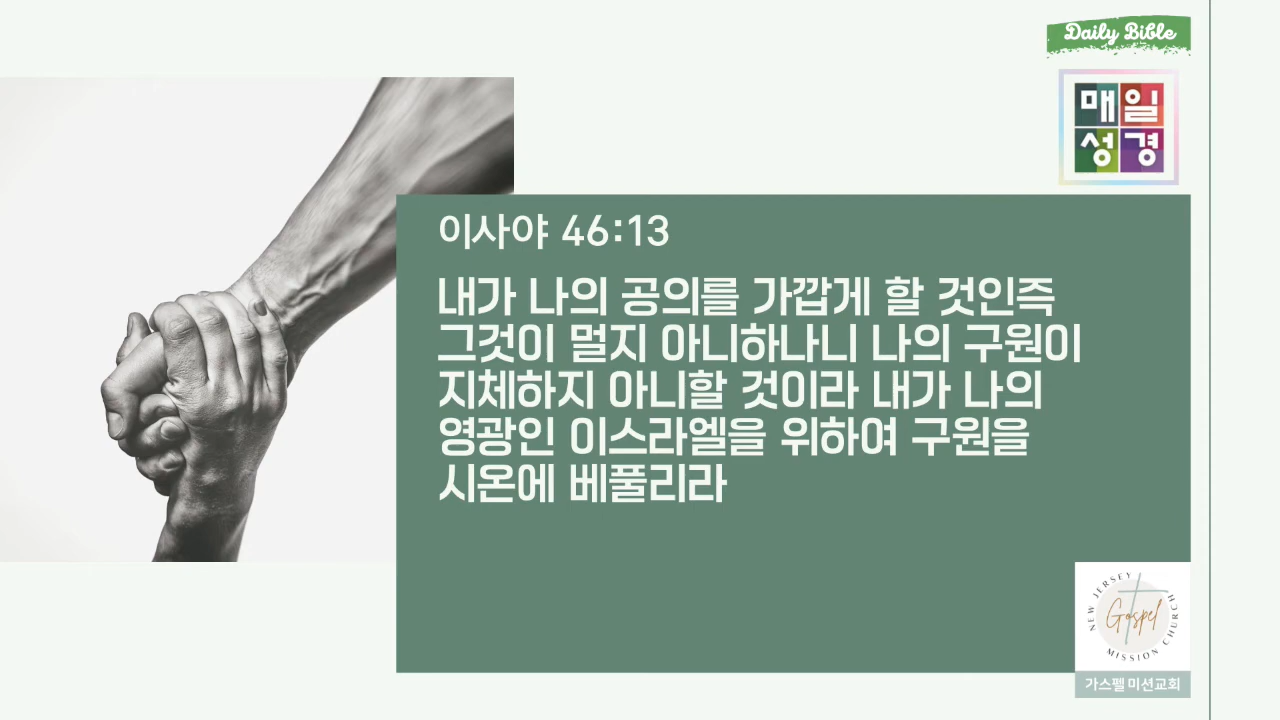 Daily Bible
매일
성경
이사야 46:13
내가 나의 공의를 가깝게 할 것인즉
그것이 멀지 아니하나니 나의 구원이
지체하지 아니할 것이라 내가 나의
영광인 이스라엘을 위하여 구원을
시온에 베풀리라
NEW JERSEY
Gospel
MISSION CHURCH
가스펠 미션교회